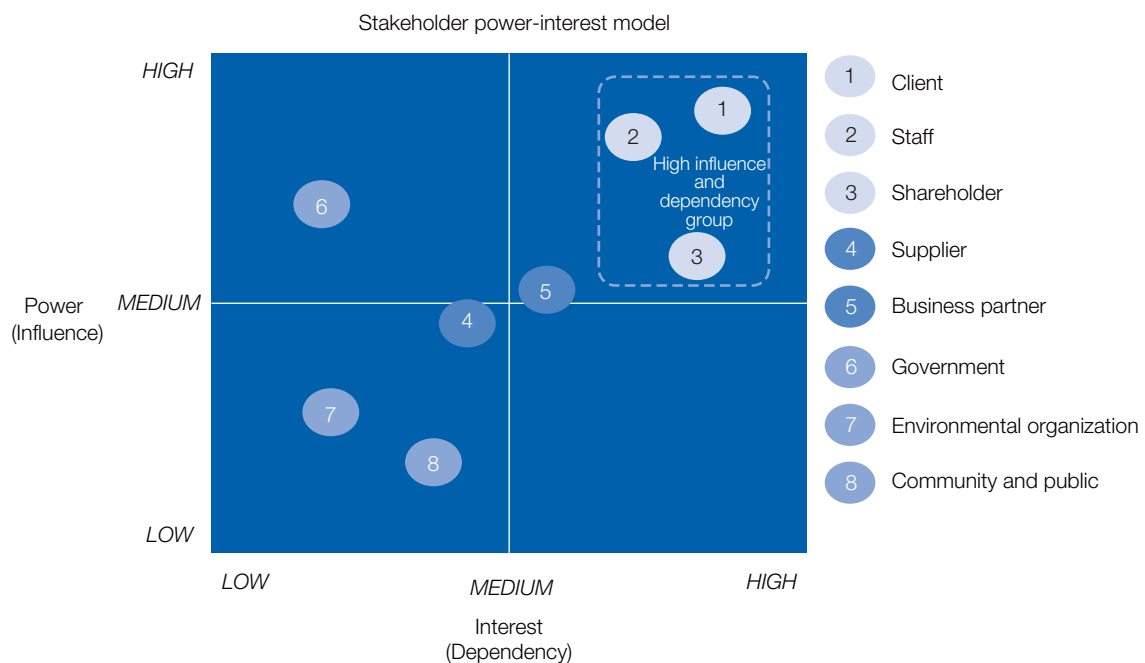 Stakeholder power-interest model
HIGH
1
Client
2
Staff
High influence
and
dependency
group
3
Shareholder
6
4
Supplier
5
Business partner
Power
(Influence)
MEDIUM
4
5
6
Government
7
7
Environmental organization
8
8
Community and public
1
2
3
LOW
LOW
MEDIUM
HIGH
Interest
(Dependency)